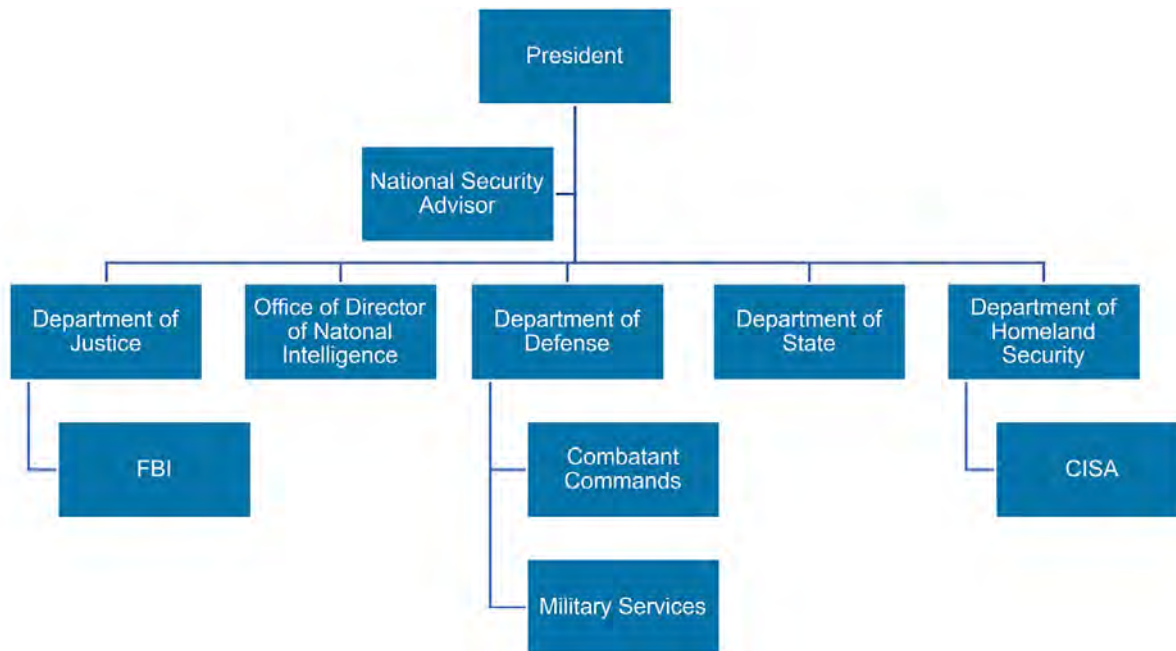 President
National Security
Advisor
Department of
Justice
Office of Director
of Natonal
Intelligence
Department of
Defense
Department of
State
Department of
Homeland
Security
FBI
Combatant
Commands
CISA
Military Services